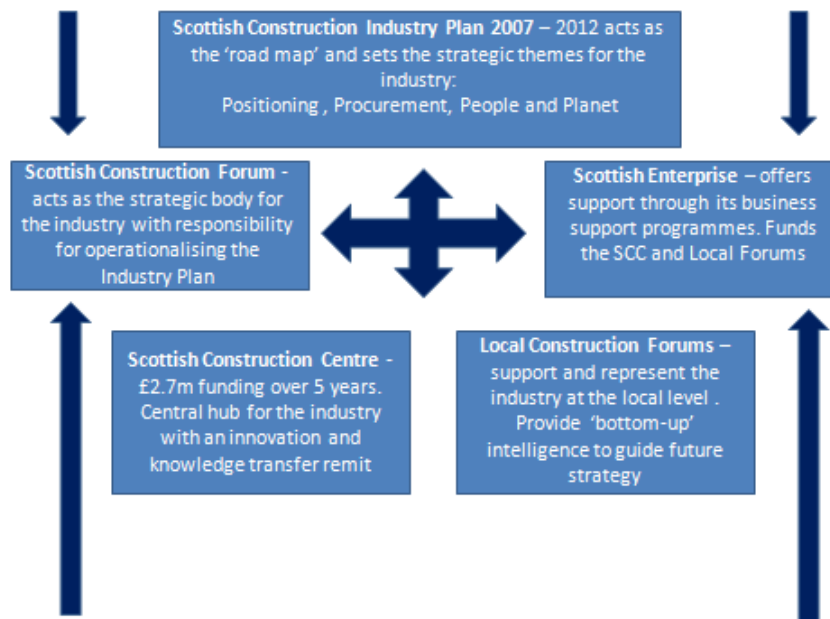 Scottish Construction Industry Plan 2007 – 2012 acts as
the 'road map' and sets the strategic themes for the
industry:
Positioning , Procurement, People and Planet
Scottish Construction Forum -
acts as the strategic body for
the industry with responsibility
for operationalising the
Industry Plan
Scottish Enterprise – offers
support through its business
support programmes. Funds
the SCC and Local Forums
Scottish Construction Centre -
£2.7m funding over 5 years.
Central hub for the industry
with an innovation and
knowledge transfer remit
Local Construction Forums –
support and represent the
industry at the local level .
Provide 'bottom-up'
intelligence to guide future
strategy